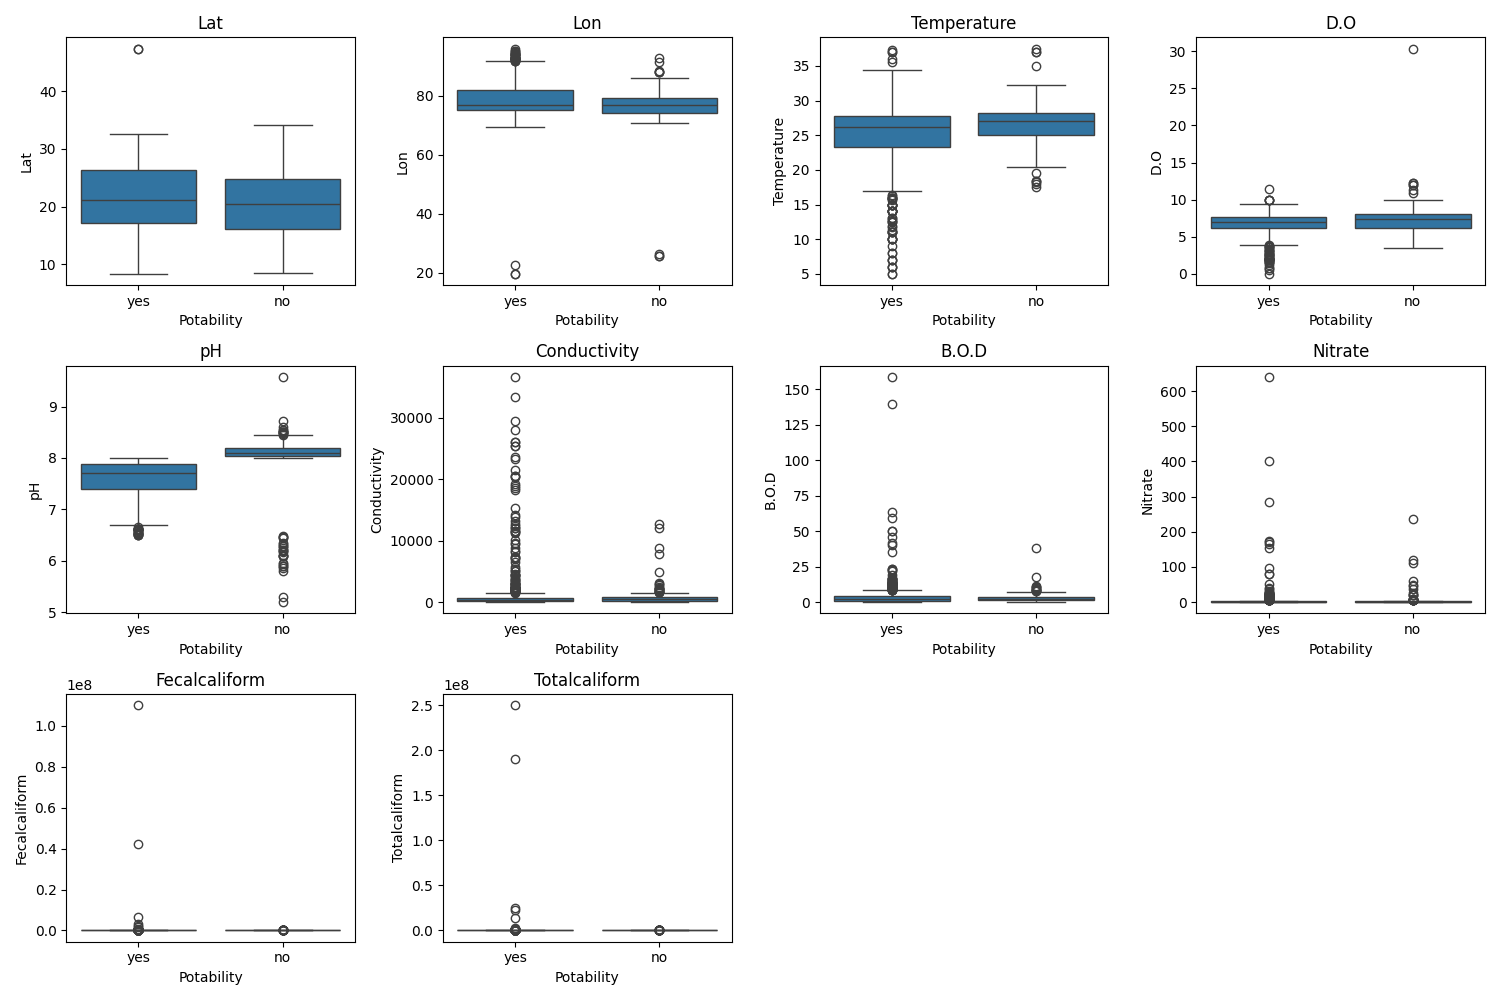 Lat
Lat
40
30
20
10
yes
no
Potability
Lon
Lon
80
60
40
20
yes
no
Potability
Temperature
Temperature
35
30
25
20
15
10
5
yes
no
Potability
D.O
D.O
30
25
20
15
10
5
0
yes
no
Potability
pH
pH
9
8
7
6
5
yes
no
Potability
Conductivity
Conductivity
30000
20000
10000
0
yes
no
Potability
B.O.D
B.O.D
150
125
100
75
50
25
0
yes
no
Potability
Nitrate
Nitrate
600
500
400
300
200
100
0
yes
no
Potability
Fecalcaliform
1e8
Fecalcaliform
1.0
0.8
0.6
0.4
0.2
0.0
yes
no
Potability
Totalcaliform
1e8
Totalcaliform
2.5
2.0
1.5
1.0
0.5
0.0
yes
no
Potability